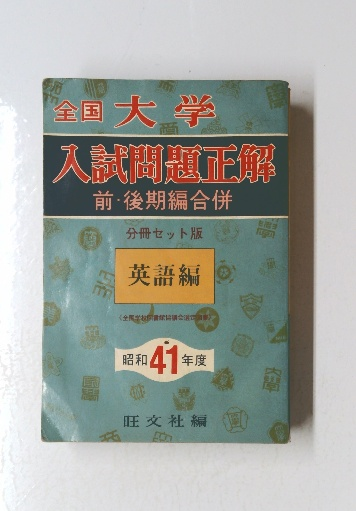 全国 大学
入試問題正解
前・後期編合併
分冊セット版
英語編
昭和41年度
旺文社編